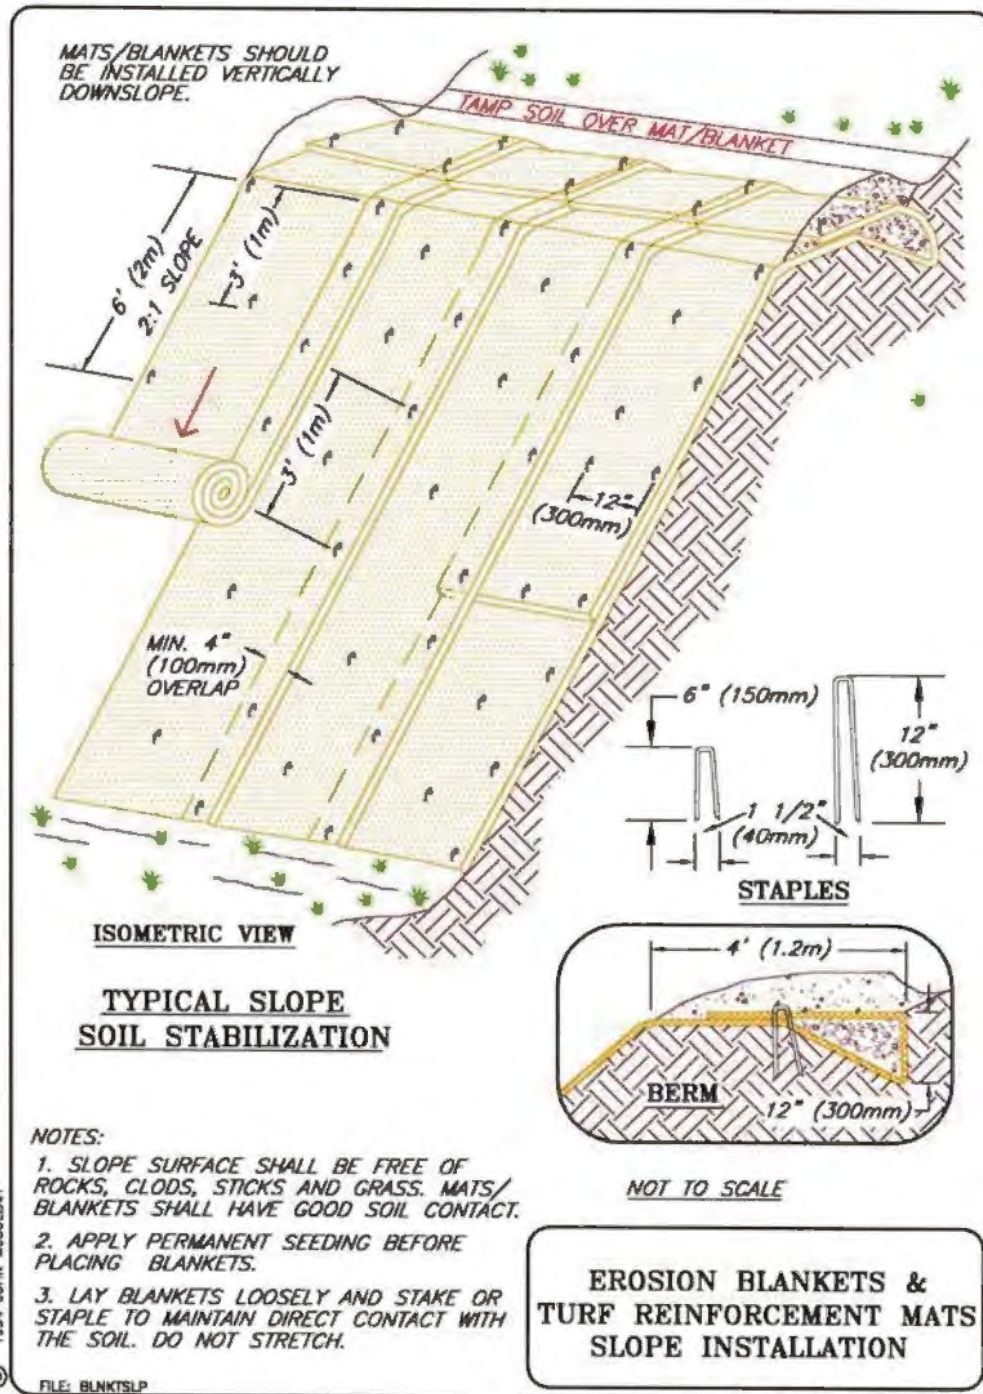 MATS/BLANKETS SHOULD
BE INSTALLED VERTICALLY
DOWNSLOPE.
TAMP SOIL OVER MAT/BLANKET
6' (2m)
2:1 SLOPE
3' (1m)
3' (1m)
12"
(300mm)
MIN. 4"
(100mm)
OVERLAP
6" (150mm)
12"
(300mm)
1 1/2"
(40mm)
STAPLES
ISOMETRIC VIEW
TYPICAL SLOPE
SOIL STABILIZATION
4' (1.2m)
BERM
12" (300mm)
NOT TO SCALE
NOTES:
1. SLOPE SURFACE SHALL BE FREE OF
ROCKS, CLODS, STICKS AND GRASS. MATS/
BLANKETS SHALL HAVE GOOD SOIL CONTACT.
2. APPLY PERMANENT SEEDING BEFORE
PLACING BLANKETS.
3. LAY BLANKETS LOOSELY AND STAKE OR
STAPLE TO MAINTAIN DIRECT CONTACT WITH
THE SOIL. DO NOT STRETCH.
EROSION BLANKETS &
TURF REINFORCEMENT MATS
SLOPE INSTALLATION
FILE: BLNKTSLP